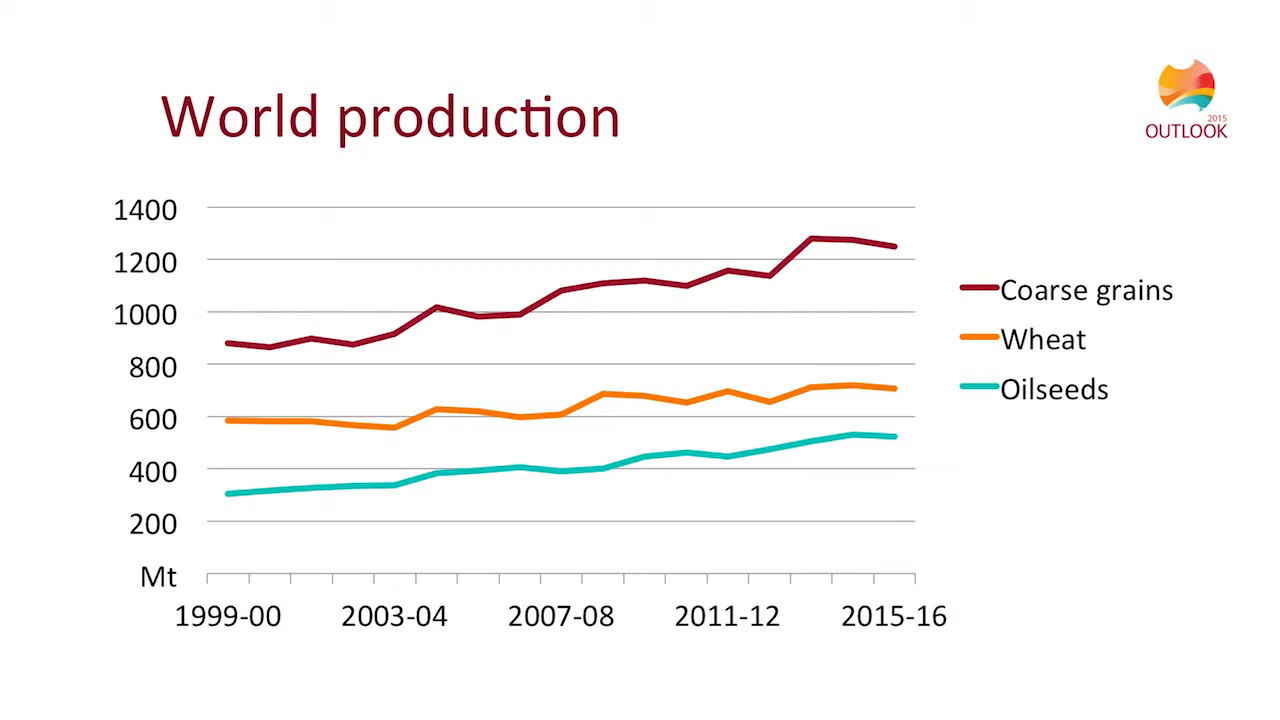 World production
2015
OUTLOOK
1400
1200
1000
800
600
400
200
Mt
1999-00 2003-04 2007-08 2011-12 2015-16
Coarse grains
Wheat
Oilseeds